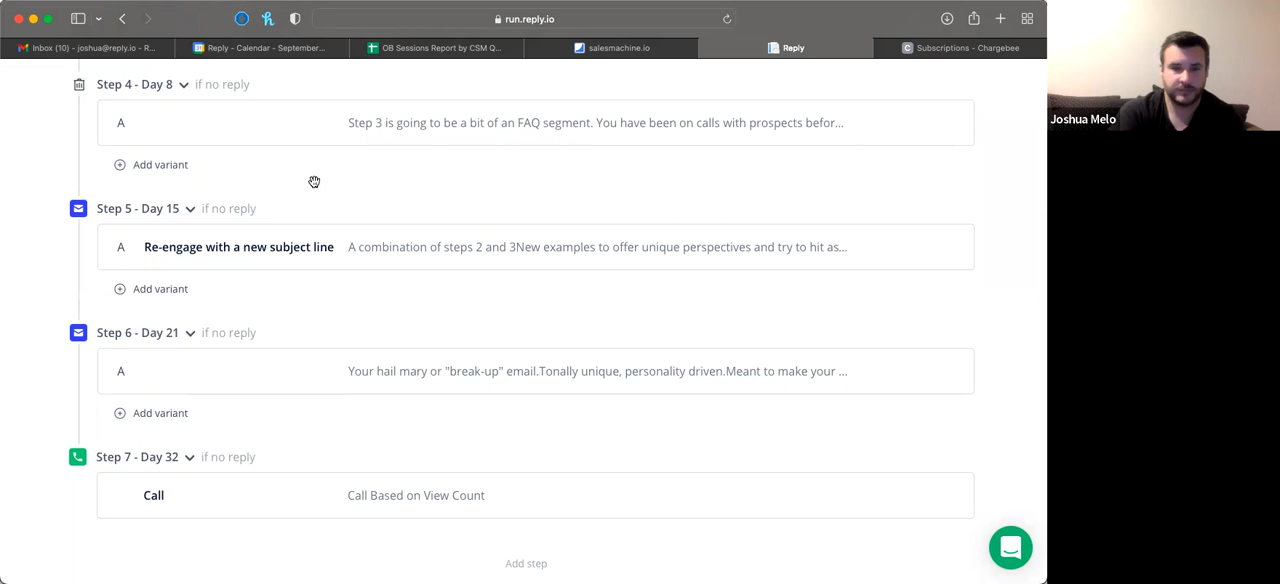 run.reply.io
Inbox (10) - joshua@reply.io - R...
Reply - Calendar - September...
OB Sessions Report by CSM Q...
salesmachine.io
Reply
Subscriptions - Chargebee
Joshua Melo
Step 4 - Day 8 if no reply
A Step 3 is going to be a bit of an FAQ segment. You have been on calls with prospects befor...
Add variant
Step 5 - Day 15 if no reply
A Re-engage with a new subject line A combination of steps 2 and 3New examples to offer unique perspectives and try to hit as...
Add variant
Step 6 - Day 21 if no reply
A Your hail mary or "break-up" email.Tonally unique, personality driven.Meant to make your ...
Add variant
Step 7 - Day 32 if no reply
Call Call Based on View Count
Add step